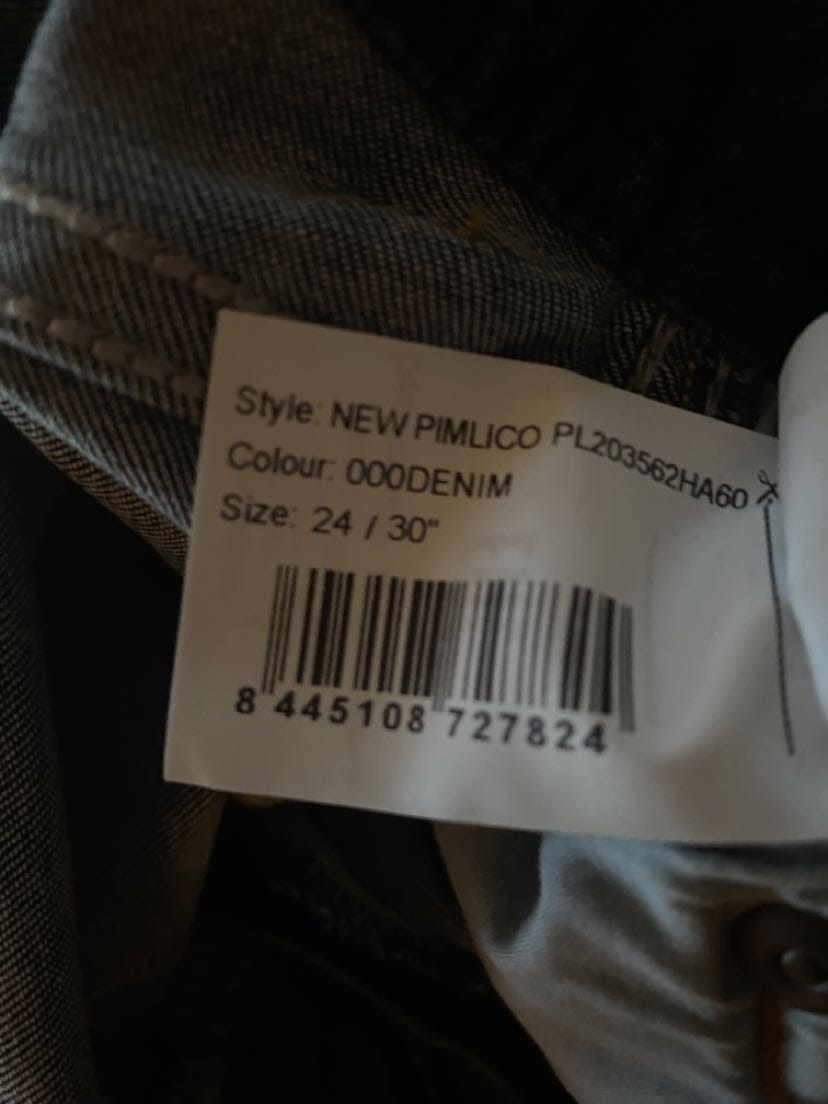 Style: NEW PIMLICO PL203562HA60
Colour: 000DENIM
Size: 24 / 30"
8 445108 727824